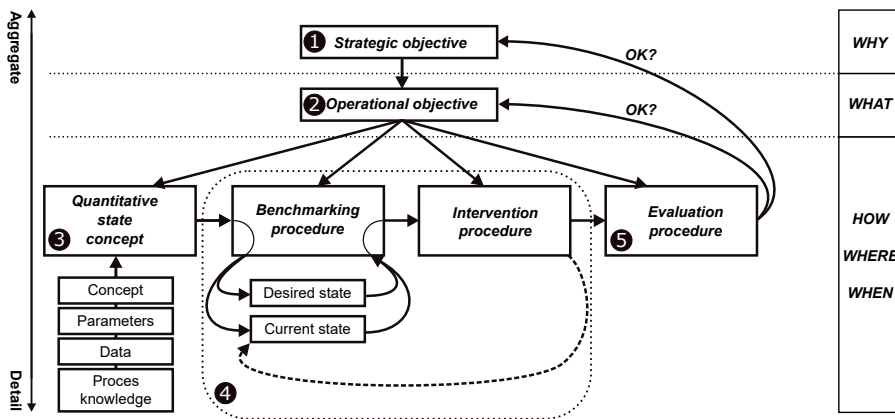 Aggregate
1
Strategic objective
OK?
WHY
2
Operational objective
OK?
WHAT
Quantitative
state
concept
3
Benchmarking
procedure
Intervention
procedure
Evaluation
procedure
5
HOW
WHERE
WHEN
Concept
Parameters
Data
Proces
knowledge
Desired state
Current state
4
Detail